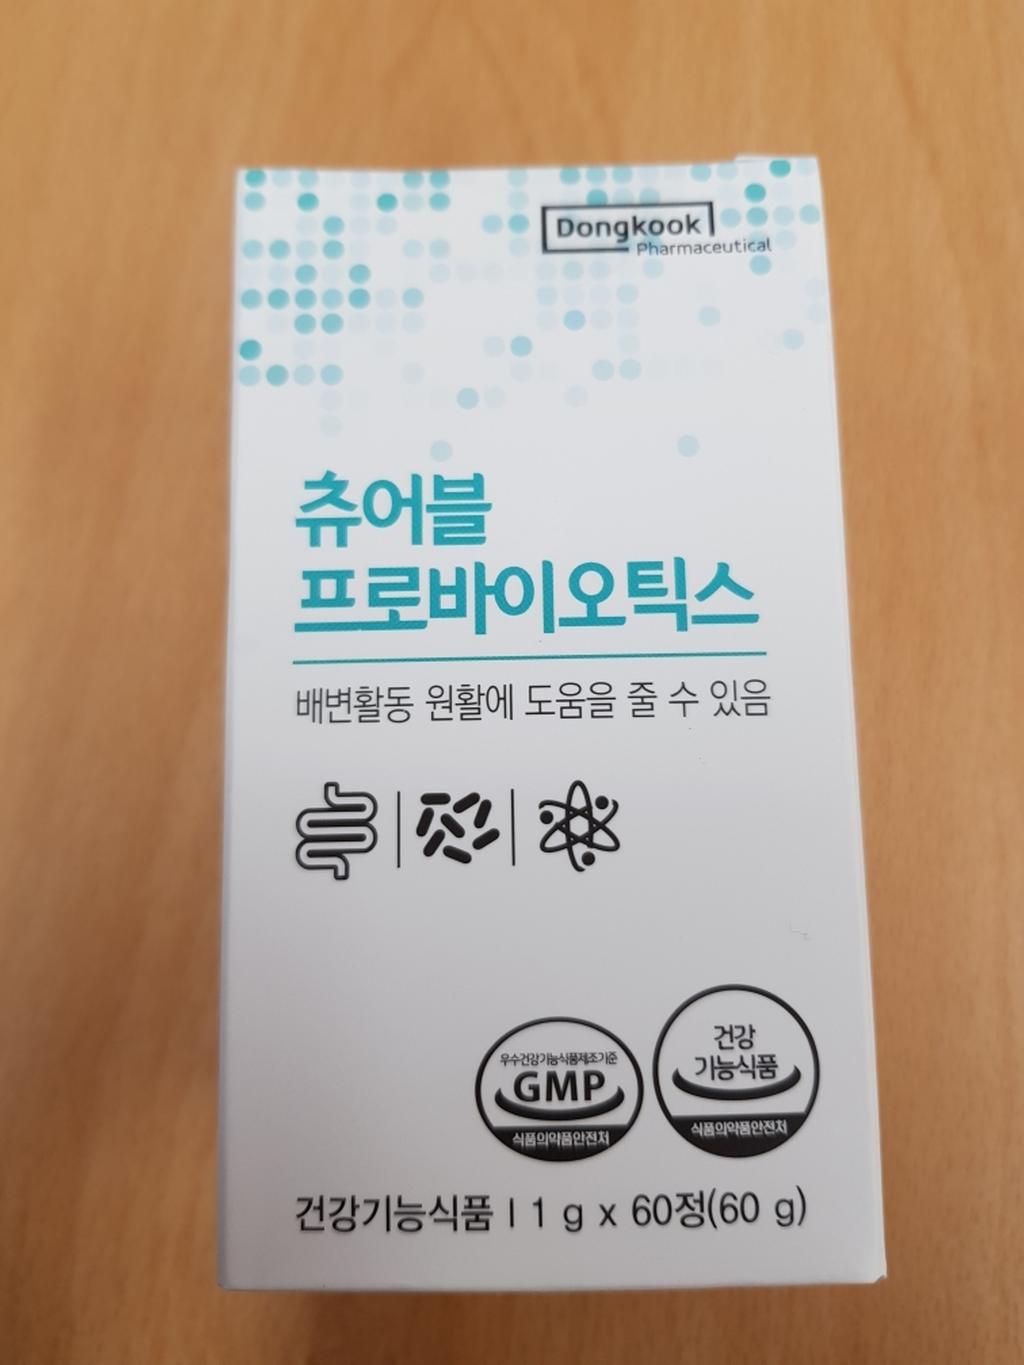 Dongkook
Pharmaceutical
츄어블
프로바이오틱스
배변활동 원활에 도움을 줄 수 있음
우수건강기능식품제조기준
GMP
식품의약품안전처
건강
기능식품
식품의약품안전처
건강기능식품 | 1 g x 60정(60 g)